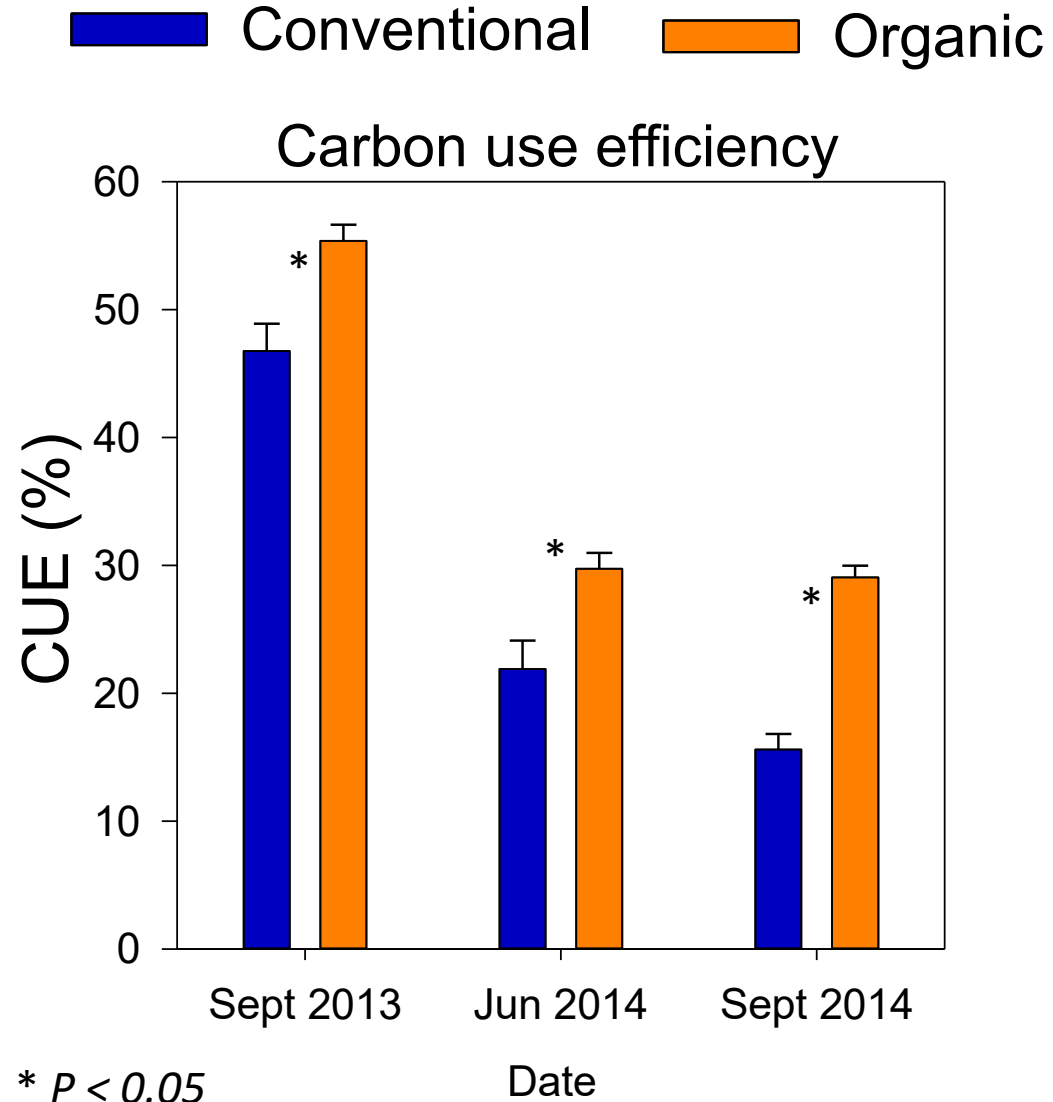 Conventional Organic
Carbon use efficiency
60
50
40
30
20
10
0
CUE (%)
*
*
*
Sept 2013 Jun 2014 Sept 2014
Date
* P < 0.05